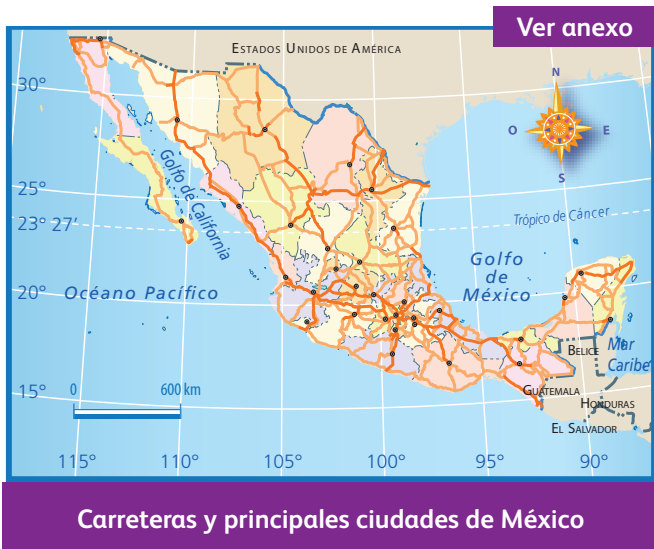 Ver anexo
ESTADOS UNIDOS DE AMÉRICA
N
O
E
S
30°
Golfo de California
25°
23° 27'
Trópico de Cáncer
Golfo
de
México
20°
Océano Pacífico
BELICE
Mar
Caribe
15°
0
600 km
GUATEMALA
HONDURAS
EL SALVADOR
115°
110°
105°
100°
95°
90°
Carreteras y principales ciudades de México